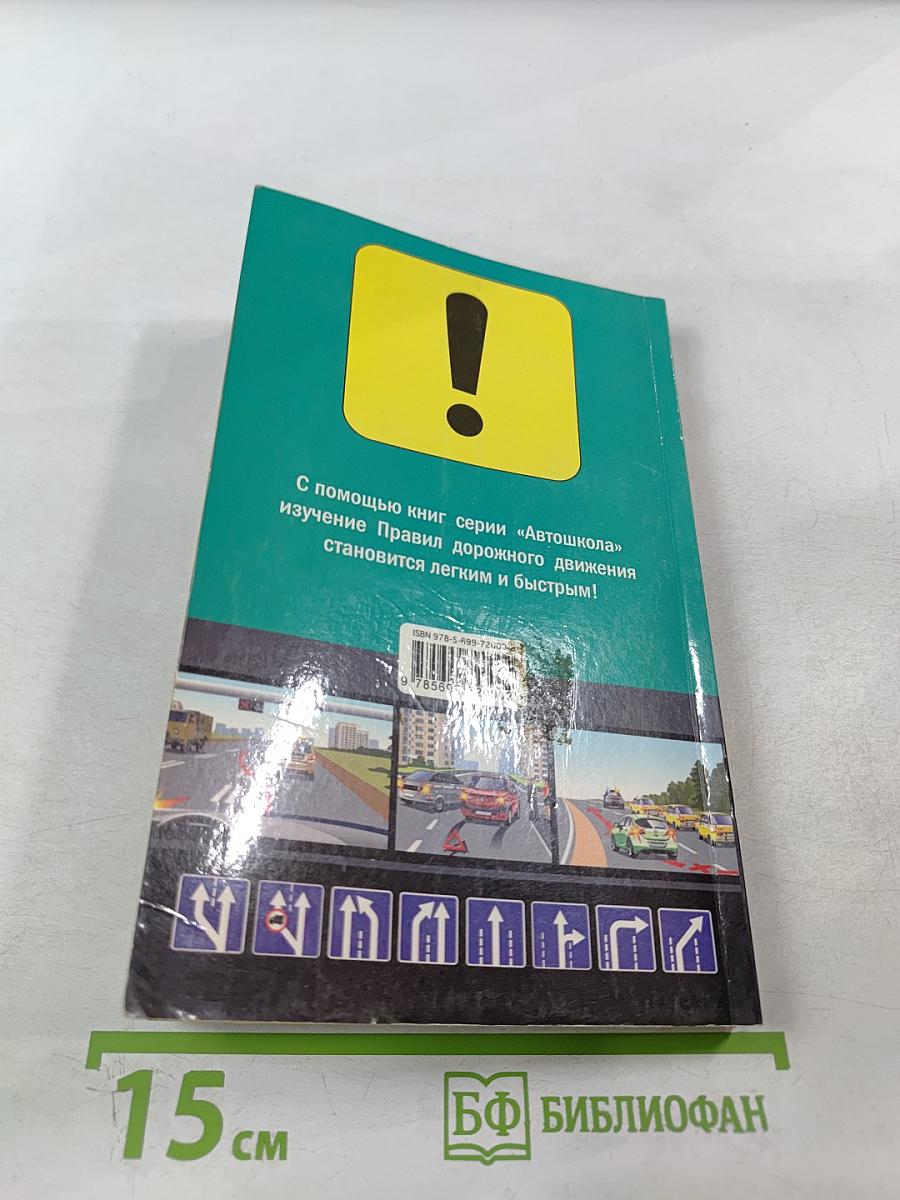 !
С помощью книг серии «Автошкола»
изучение Правил дорожного движения
становится легким и быстрым!
15 см
БФ БИБЛИОФАН